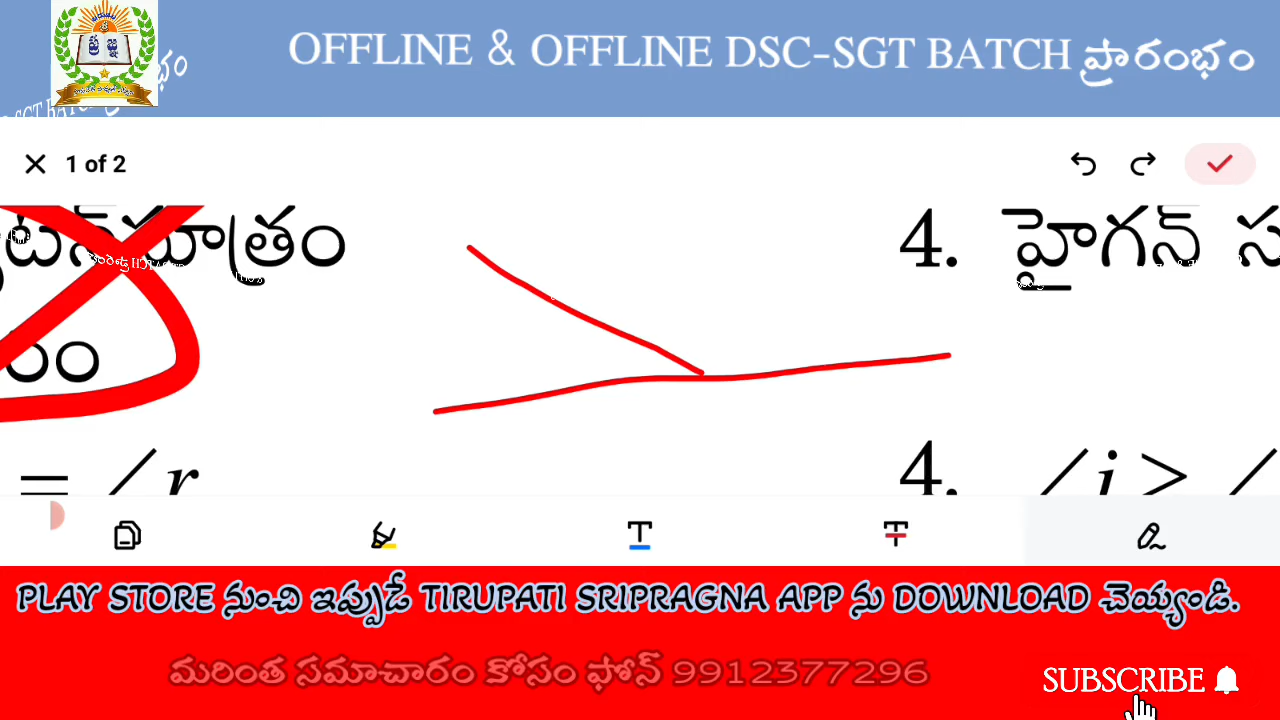 OFFLINE & OFFLINE DSC-SGT BATCH ప్రారంభం
1 of 2
సూత్రం
4. హైగన్
4. ∠i > ∠
= ∠r
PLAY STORE నుంచి ఇప్పుడే TIRUPATI SRIPRAGNA APP ను DOWNLOAD చెయ్యండి.
మరింత సమాచారం కోసం ఫోన్ 9912377296
SUBSCRIBE